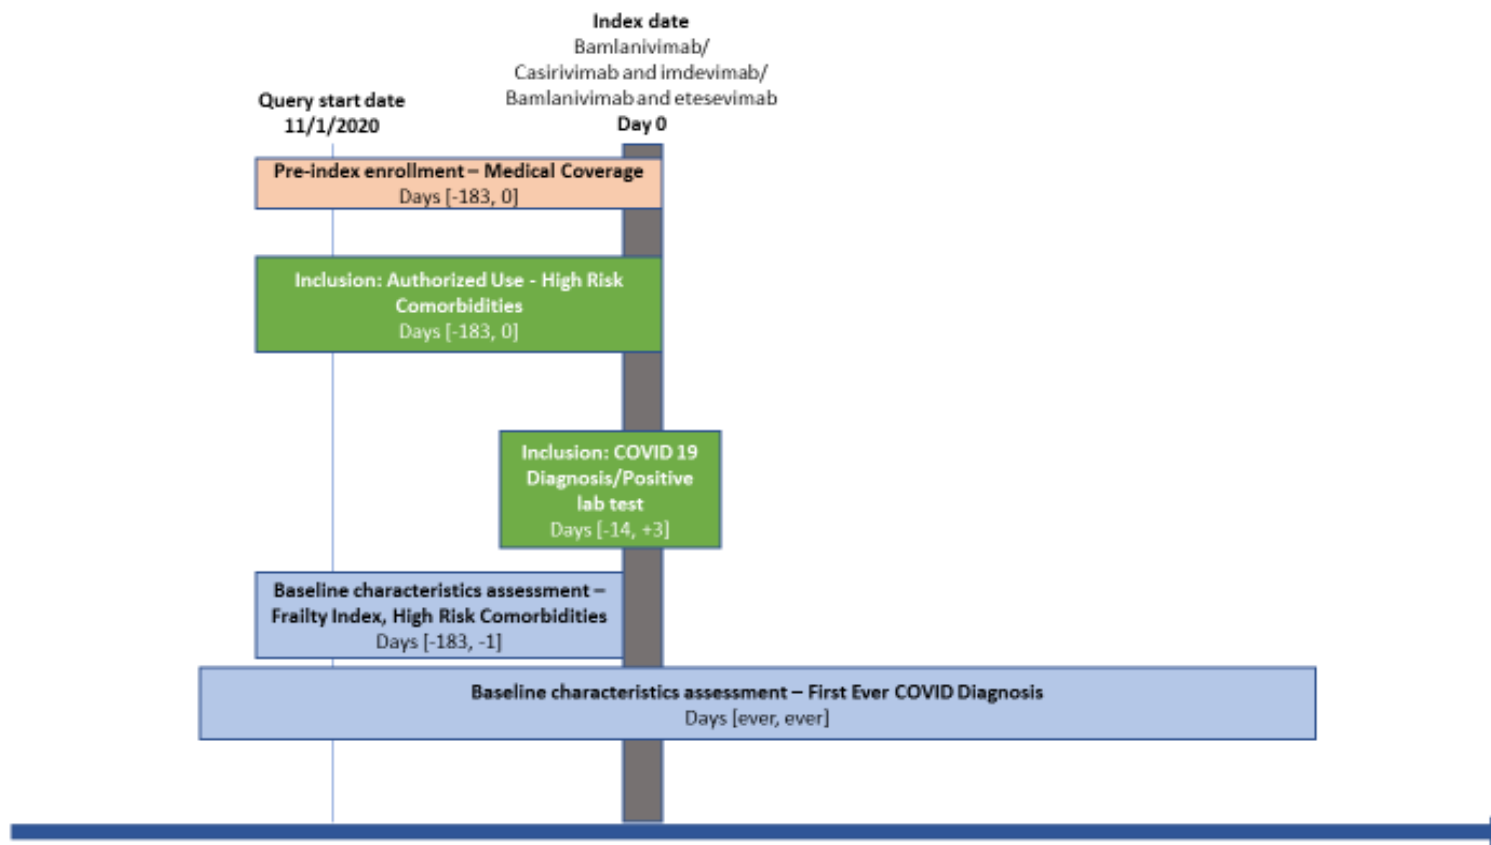 Index date
Bamlanivimab/
Casirivimab and imdevimab/
Bamlanivimab and etesevimab
Day 0
Query start date
11/1/2020
Pre-index enrollment – Medical Coverage
Days [-183, 0]
Inclusion: Authorized Use - High Risk
Comorbidities
Days [-183, 0]
Inclusion: COVID 19
Diagnosis/Positive
lab test
Days [-14, +3]
Baseline characteristics assessment –
Frailty Index, High Risk Comorbidities
Days [-183, -1]
Baseline characteristics assessment – First Ever COVID Diagnosis
Days [ever, ever]